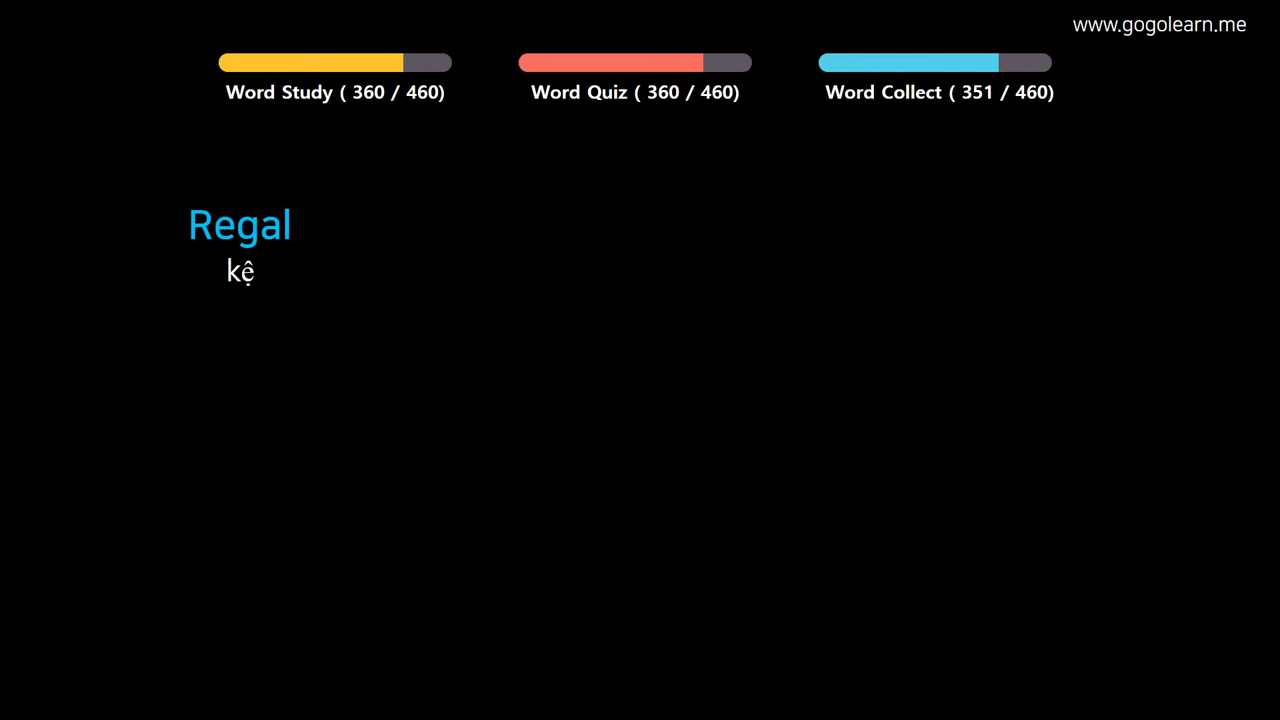 www.gogolearn.me
Word Study ( 360 / 460)
Word Quiz ( 360 / 460)
Word Collect ( 351 / 460)
Regal
kệ